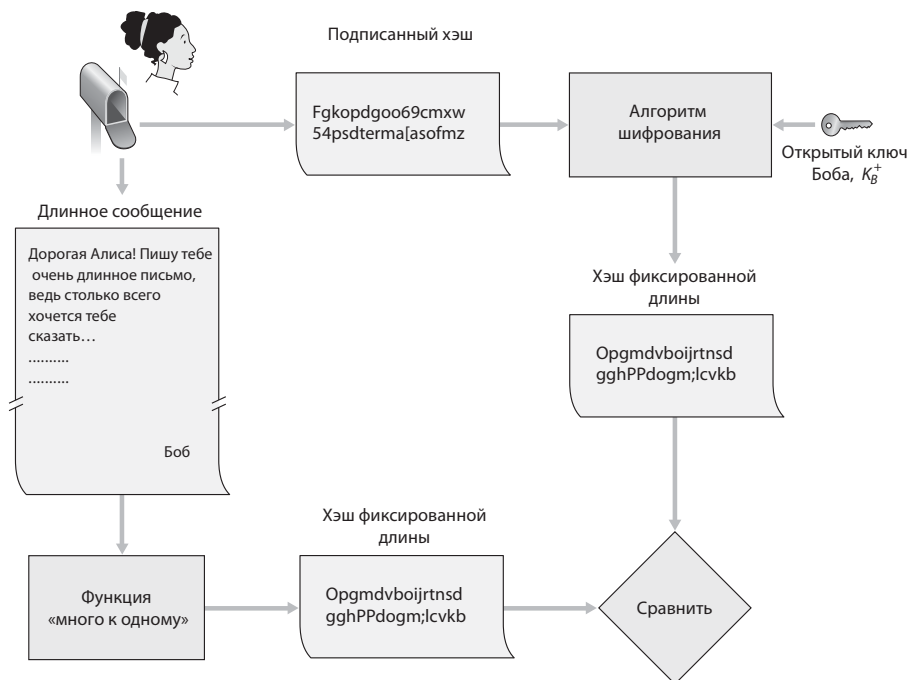 Подписанный хэш
Fgkopdgoo69cmxw
54psdterma[asofmz
Алгоритм
шифрования
Открытый ключ
Боба, K_B^+
Длинное сообщение
Дорогая Алиса! Пишу тебе
очень длинное письмо,
ведь столько всего
хочется тебе
сказать…
..........
..........
Боб
Хэш фиксированной
длины
Opgmdvboijrtnsd
gghPPdogm;lcvkb
Функция
«много к одному»
Хэш фиксированной
длины
Opgmdvboijrtnsd
gghPPdogm;lcvkb
Сравнить